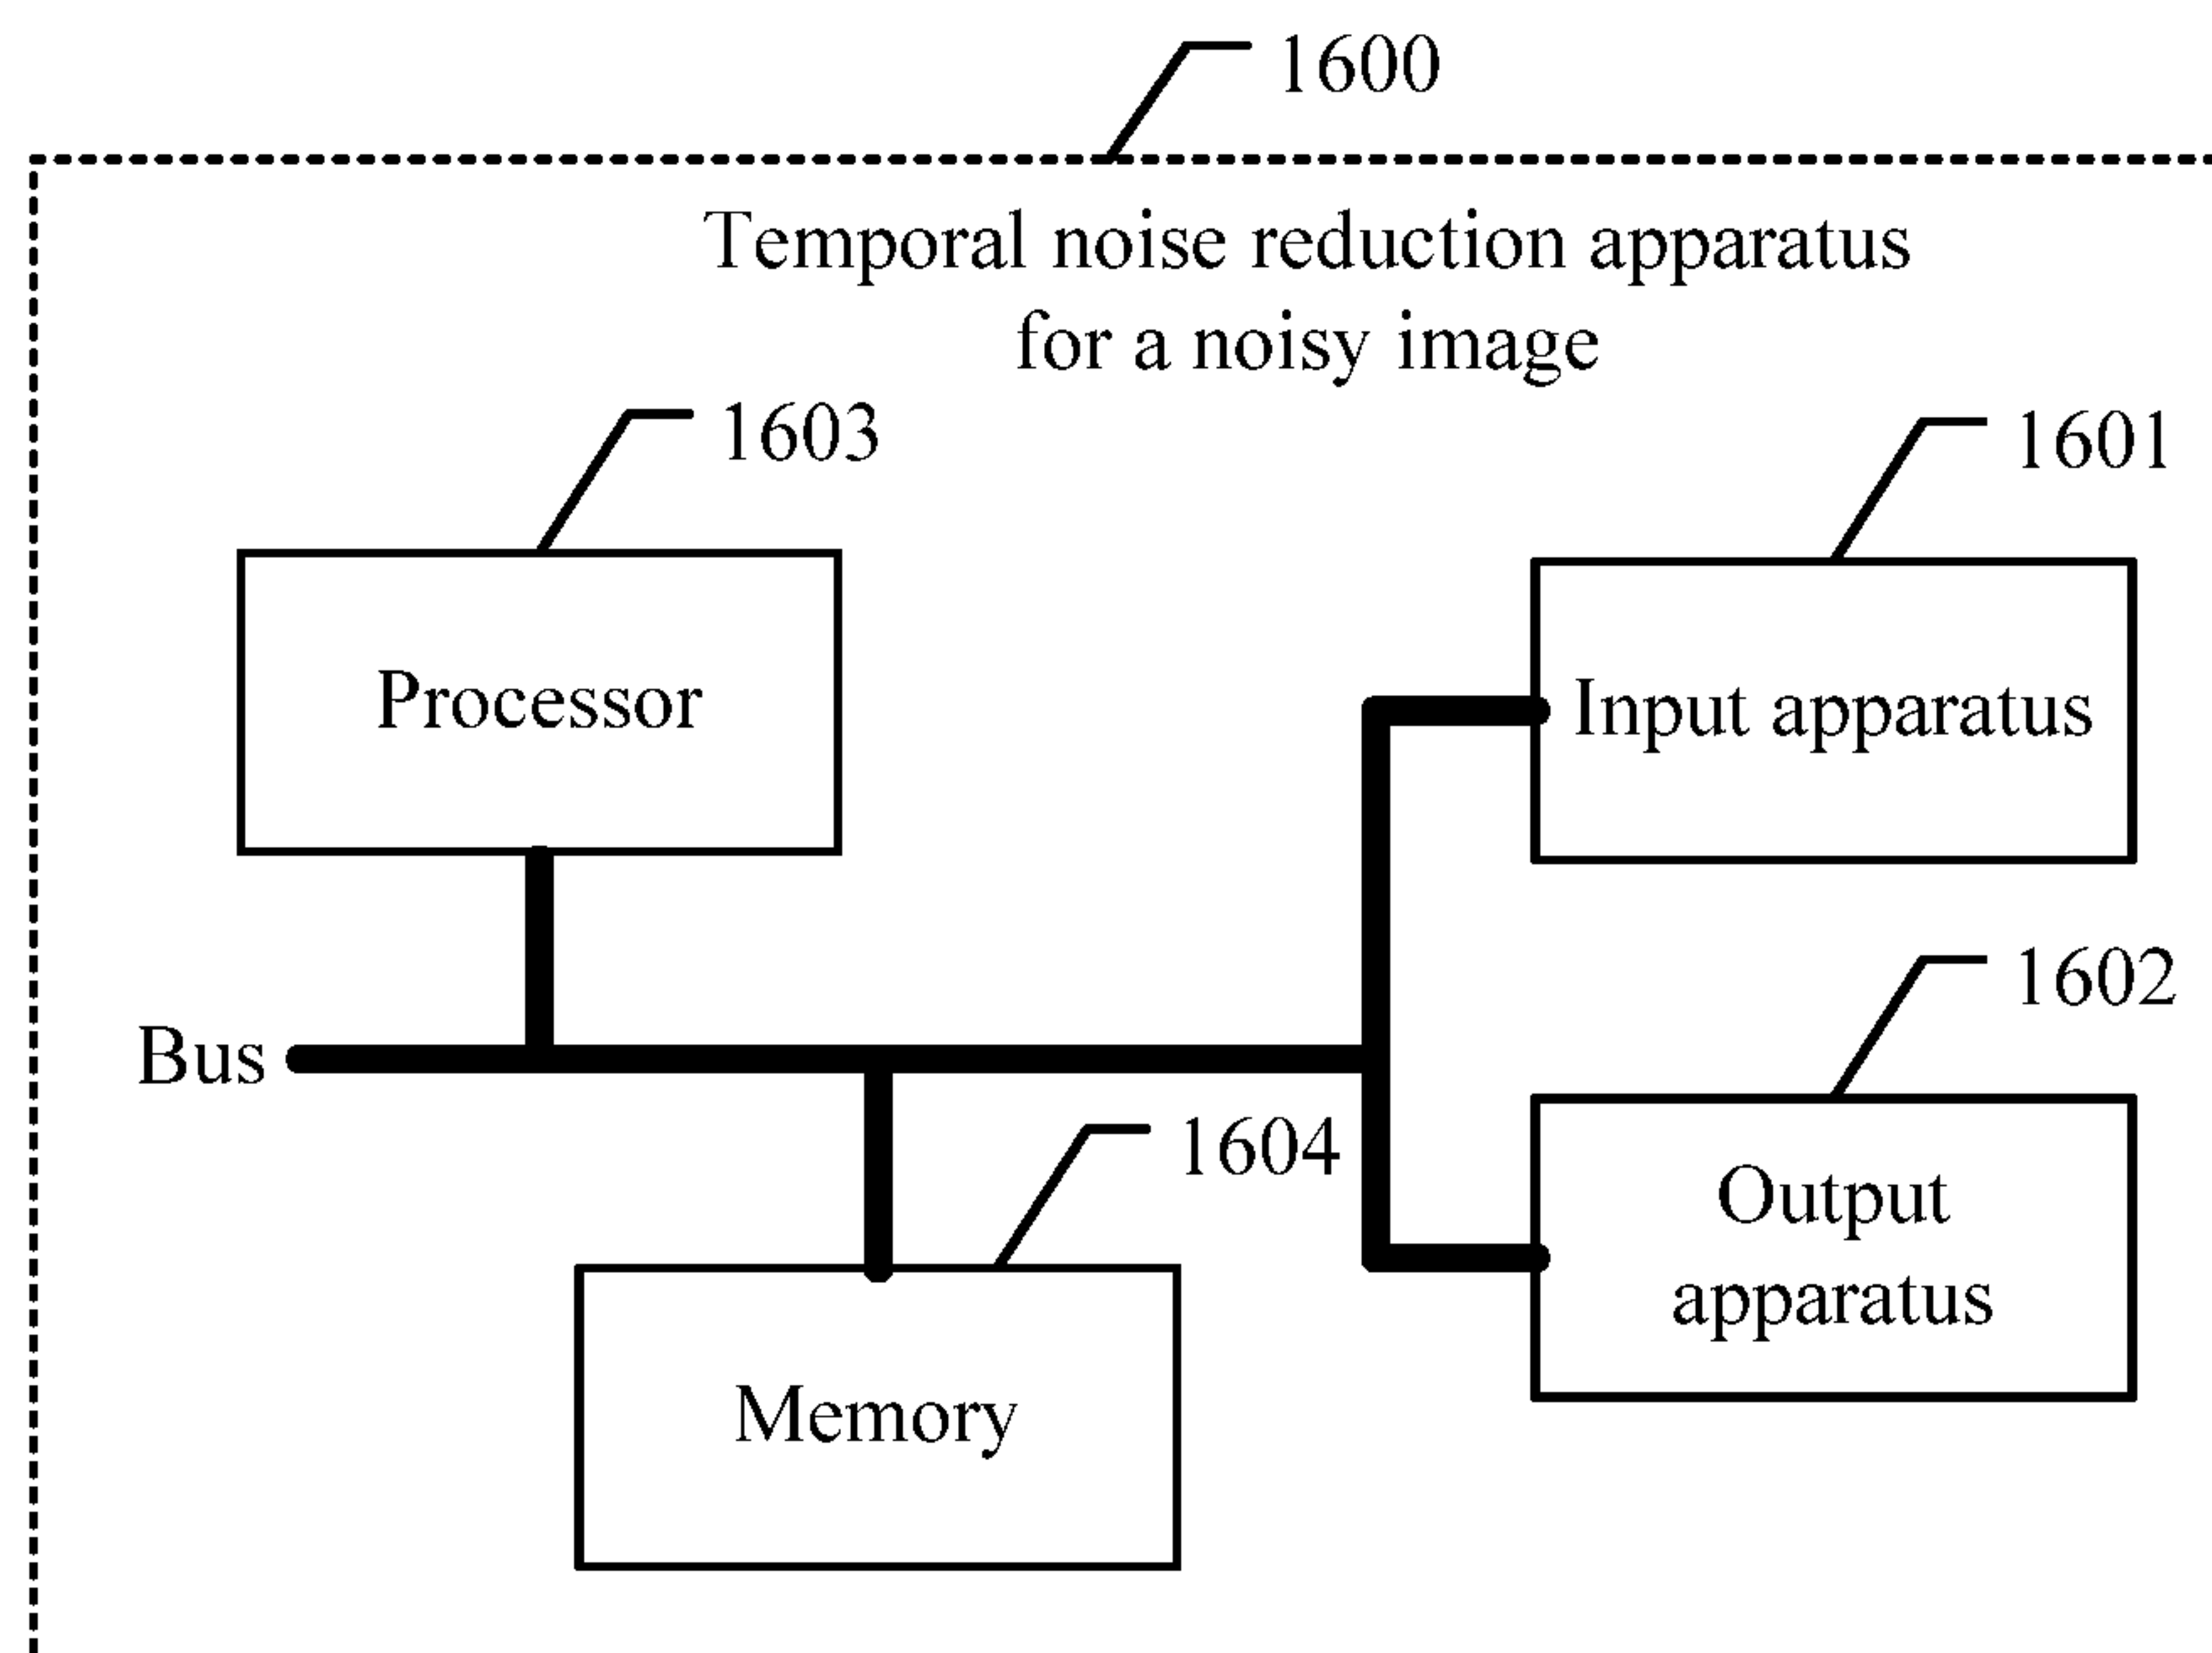 1600
Temporal noise reduction apparatus
for a noisy image
1603
1601
Processor
Input apparatus
1602
Bus
1604
Output
apparatus
Memory